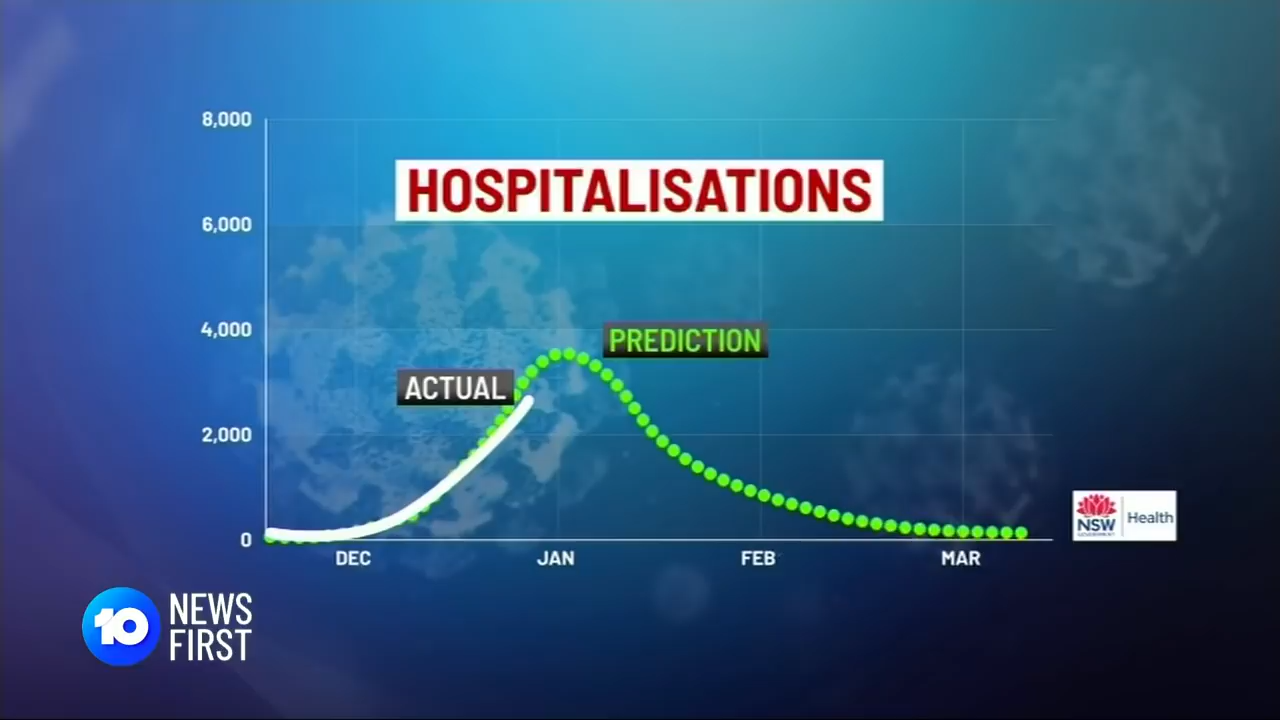 8,000
HOSPITALISATIONS
6,000
4,000
PREDICTION
ACTUAL
2,000
0
DEC JAN FEB MAR
NSW
GOVERNMENT
Health
10 NEWS
FIRST